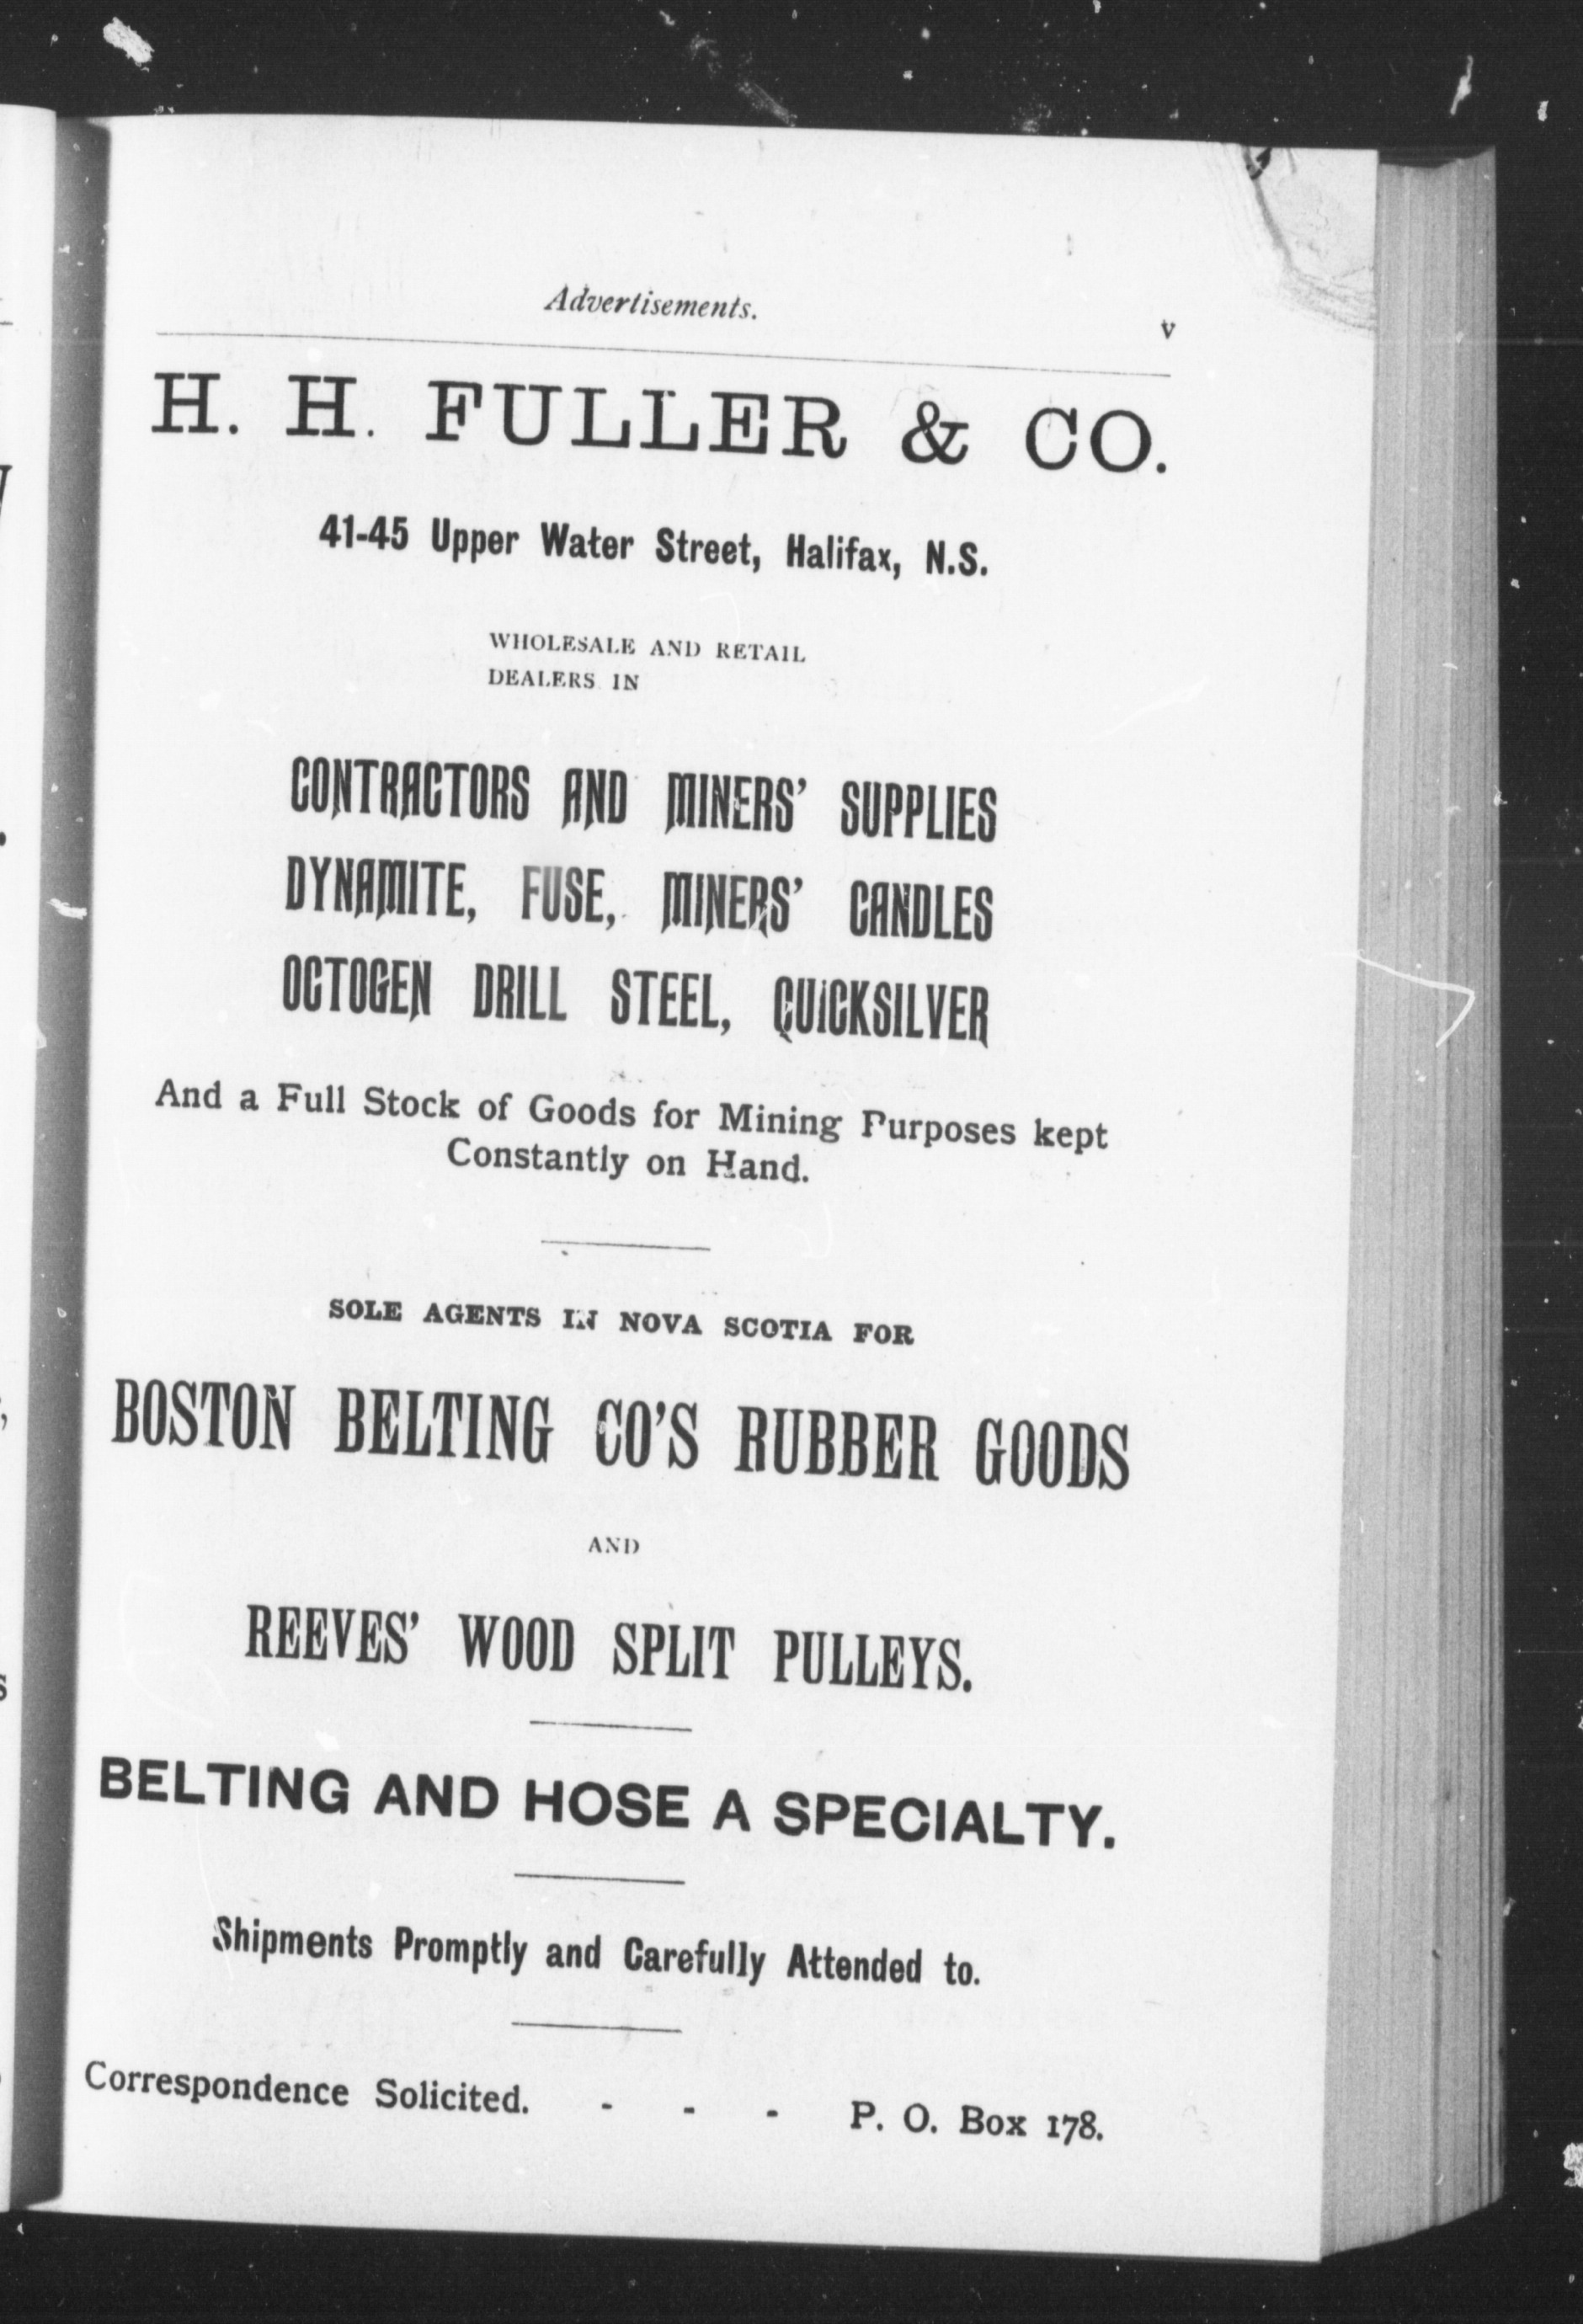 Advertisements.
v
H. H. FULLER & CO.
41-45 Upper Water Street, Halifax, N.S.
WHOLESALE AND RETAIL
DEALERS IN
CONTRACTORS AND MINERS' SUPPLIES
DYNAMITE, FUSE, MINERS' CANDLES
OCTOGEN DRILL STEEL, QUICKSILVER
And a Full Stock of Goods for Mining Purposes kept
Constantly on Hand.
SOLE AGENTS IN NOVA SCOTIA FOR
BOSTON BELTING CO'S RUBBER GOODS
AND
REEVES' WOOD SPLIT PULLEYS.
BELTING AND HOSE A SPECIALTY.
Shipments Promptly and Carefully Attended to.
Correspondence Solicited. - - - P. O. Box 178.